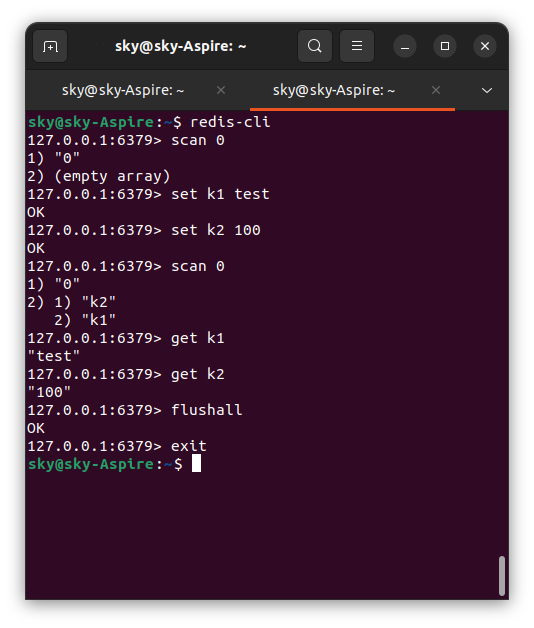 sky@sky-Aspire: ~
sky@sky-Aspire: ~
sky@sky-Aspire: ~
sky@sky-Aspire:~$ redis-cli
127.0.0.1:6379> scan 0
1) "0"
2) (empty array)
127.0.0.1:6379> set k1 test
OK
127.0.0.1:6379> set k2 100
OK
127.0.0.1:6379> scan 0
1) "0"
2) 1) "k2"
   2) "k1"
127.0.0.1:6379> get k1
"test"
127.0.0.1:6379> get k2
"100"
127.0.0.1:6379> flushall
OK
127.0.0.1:6379> exit
sky@sky-Aspire:~$